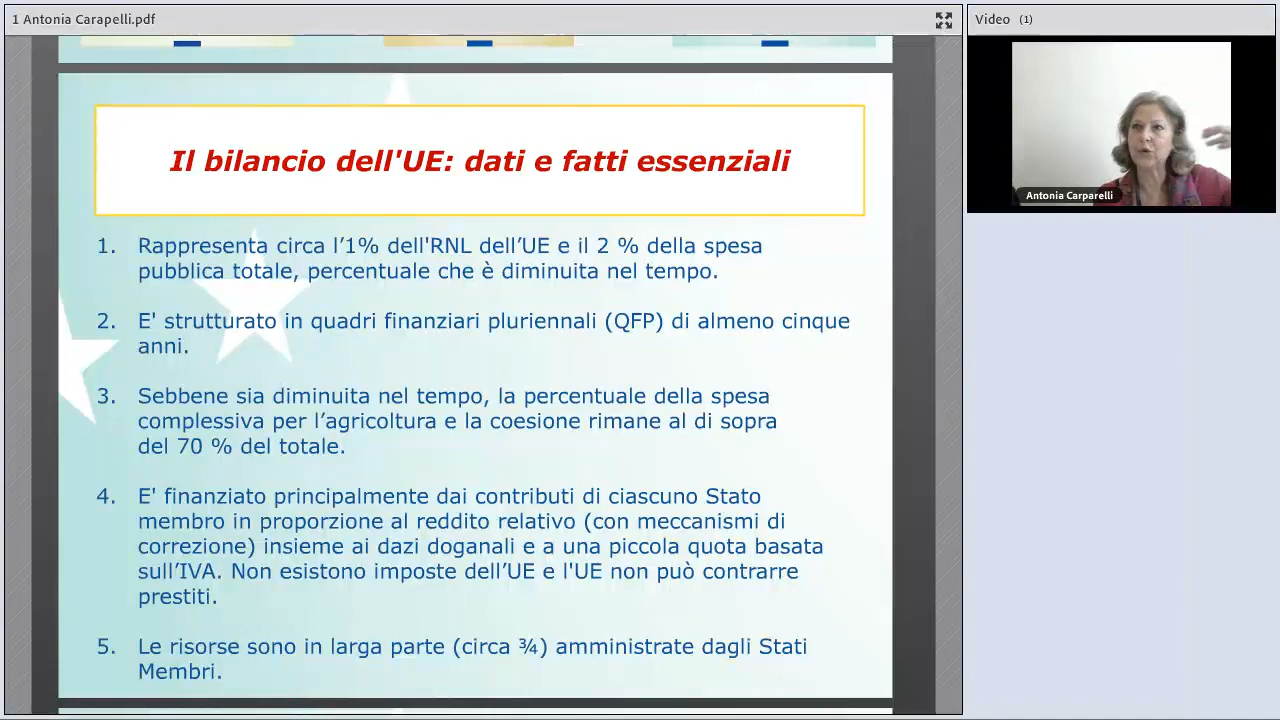 1 Antonia Carapelli.pdf
Video (1)
Antonia Carparelli
Il bilancio dell'UE: dati e fatti essenziali
1. Rappresenta circa l’1% dell'RNL dell’UE e il 2 % della spesa
pubblica totale, percentuale che è diminuita nel tempo.
2. E' strutturato in quadri finanziari pluriennali (QFP) di almeno cinque
anni.
3. Sebbene sia diminuita nel tempo, la percentuale della spesa
complessiva per l’agricoltura e la coesione rimane al di sopra
del 70 % del totale.
4. E' finanziato principalmente dai contributi di ciascuno Stato
membro in proporzione al reddito relativo (con meccanismi di
correzione) insieme ai dazi doganali e a una piccola quota basata
sull’IVA. Non esistono imposte dell’UE e l'UE non può contrarre
prestiti.
5. Le risorse sono in larga parte (circa ¾) amministrate dagli Stati
Membri.